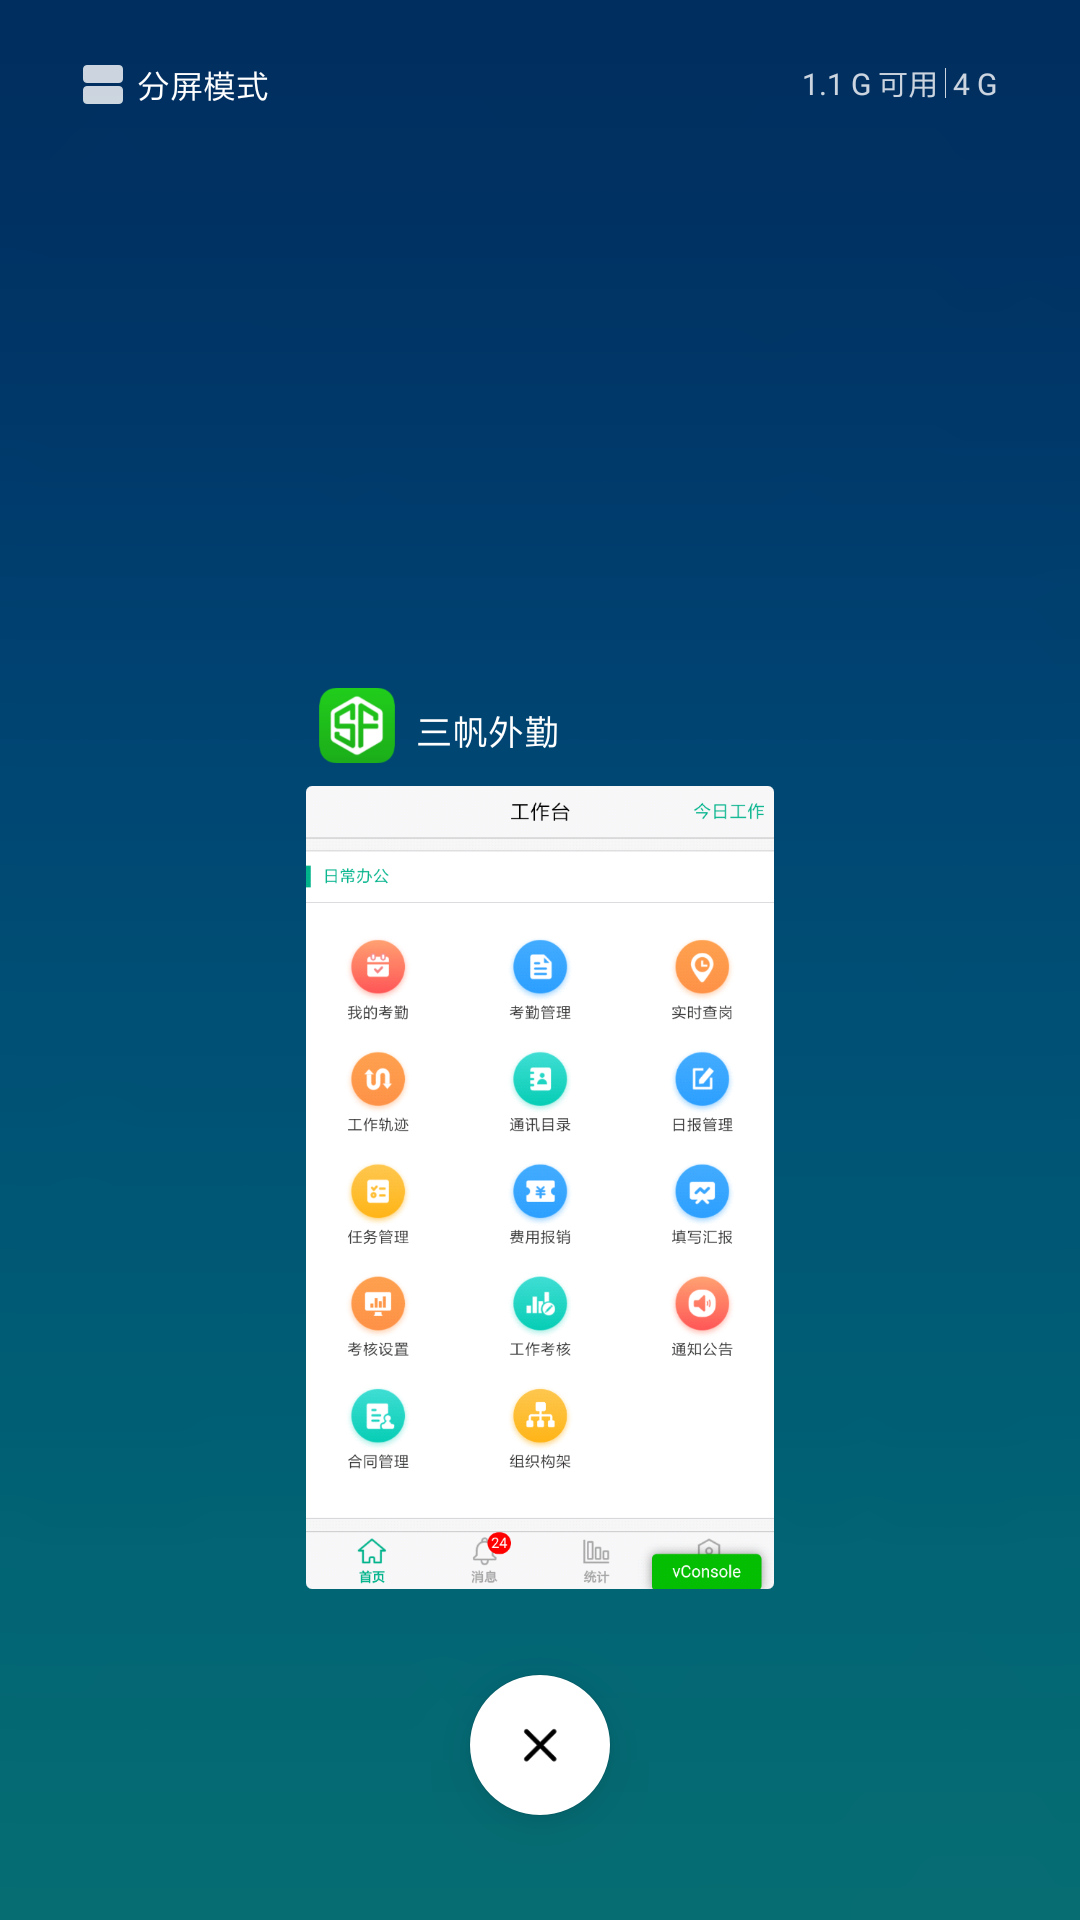 分屏模式
1.1 G 可用 | 4 G
三帆外勤
工作台
今日工作
日常办公
我的考勤
考勤管理
实时查岗
工作轨迹
通讯目录
日报管理
任务管理
费用报销
填写汇报
考核设置
工作考核
通知公告
合同管理
组织构架
24
首页
消息
统计
vConsole